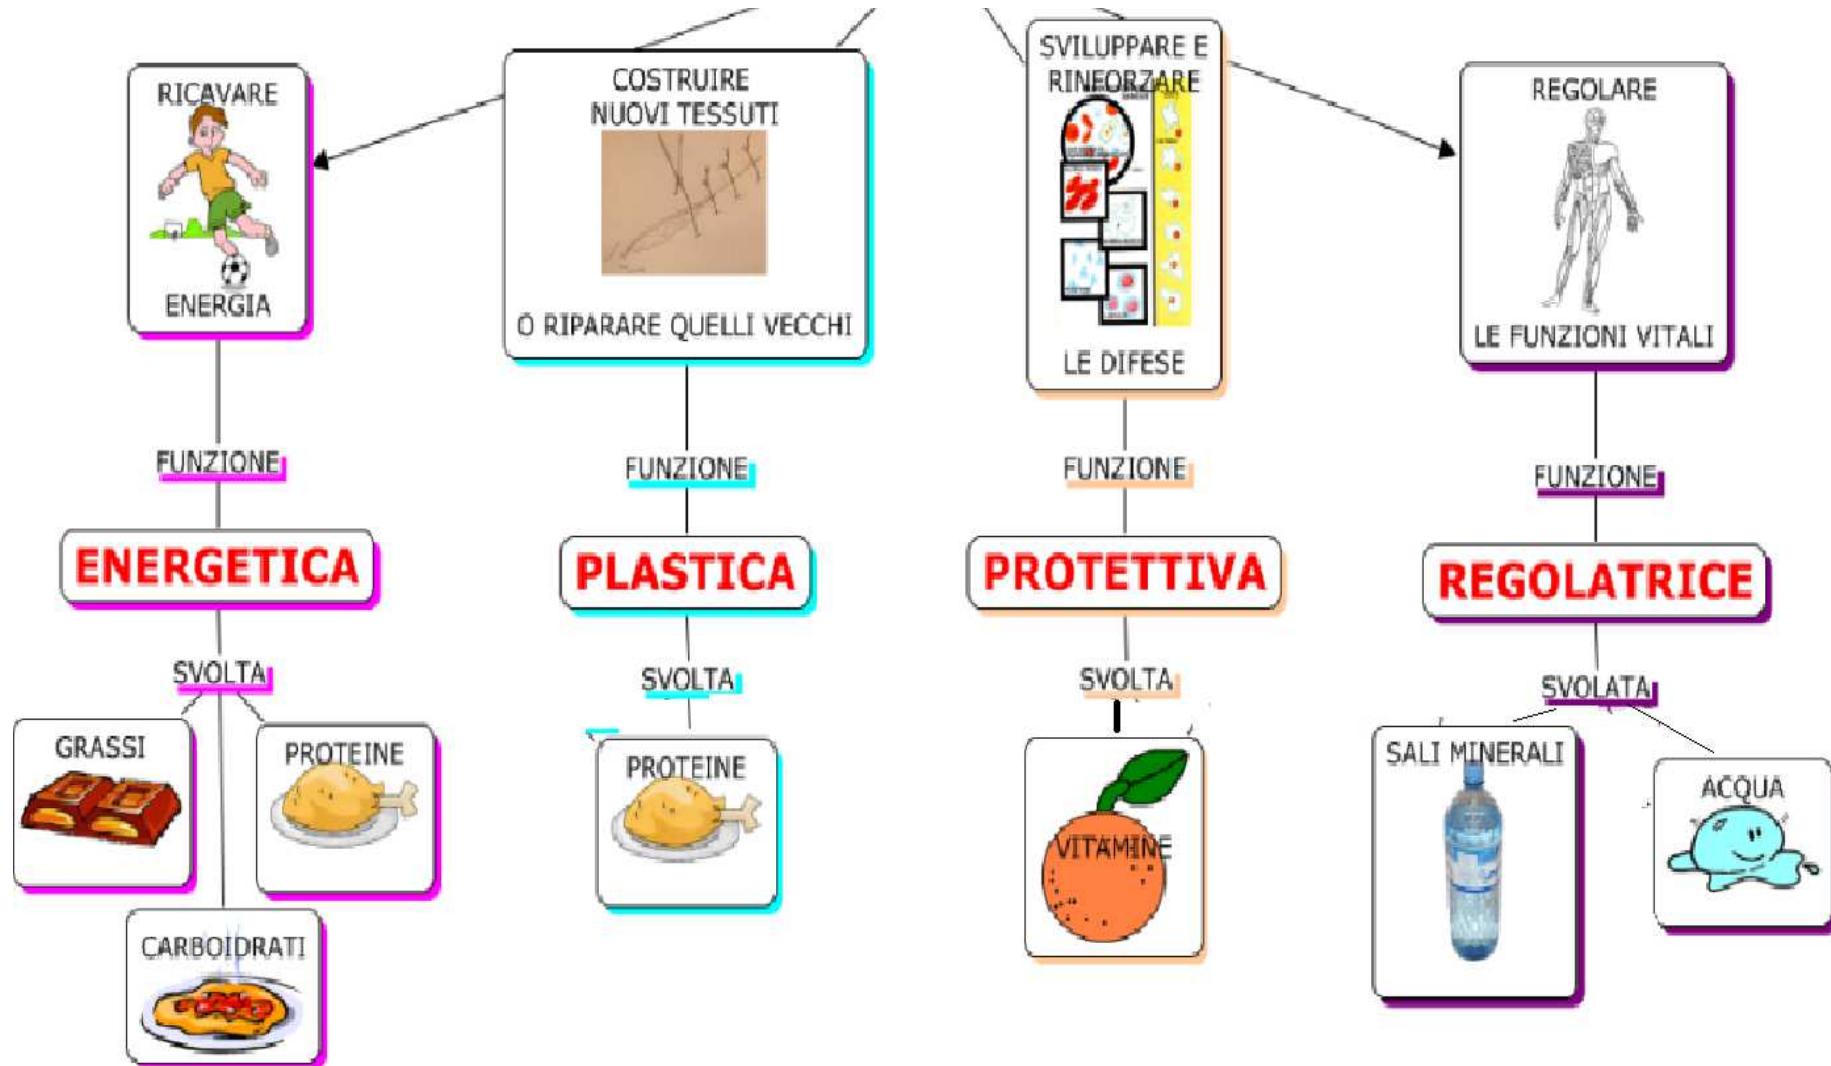 RICAVARE
ENERGIA
FUNZIONE
ENERGETICA
SVOLTA
GRASSI
PROTEINE
CARBOIDRATI
COSTRUIRE
NUOVI TESSUTI
O RIPARARE QUELLI VECCHI
FUNZIONE
PLASTICA
SVOLTA
PROTEINE
SVILUPPARE E
RINFORZARE
LE DIFESE
FUNZIONE
PROTETTIVA
SVOLTA
VITAMINE
REGOLARE
LE FUNZIONI VITALI
FUNZIONE
REGOLATRICE
SVOLATA
SALI MINERALI
ACQUA